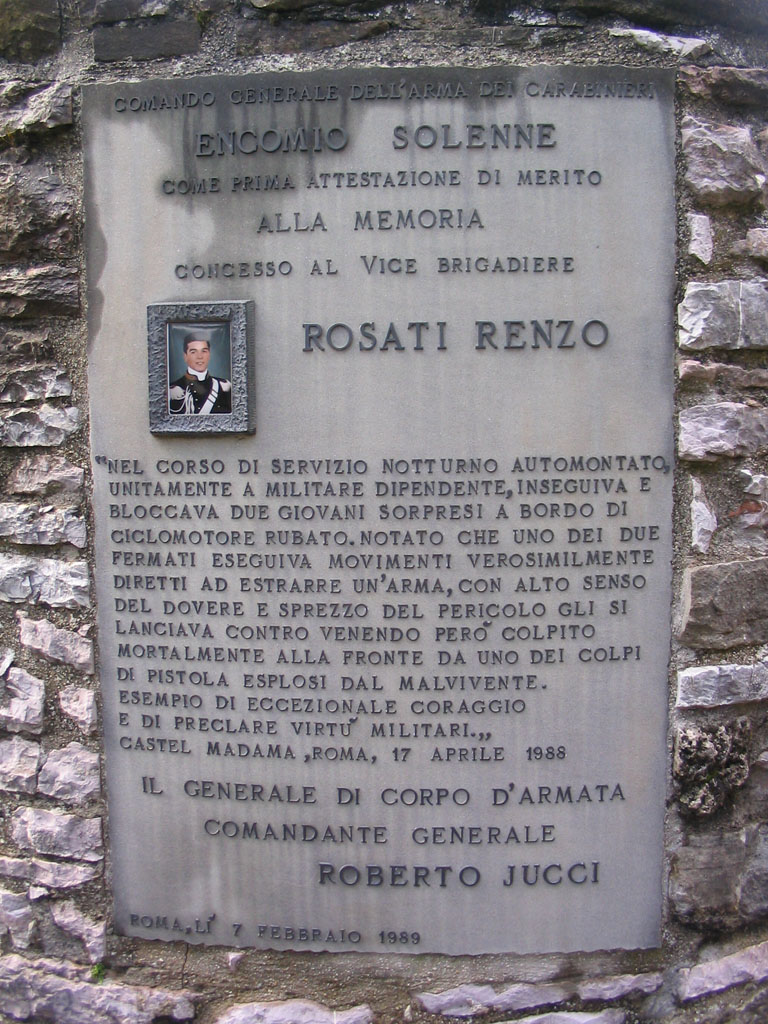 COMANDO GENERALE DELL'ARMA DEI CARABINIERI
ENCOMIO SOLENNE
COME PRIMA ATTESTAZIONE DI MERITO
ALLA MEMORIA
CONCESSO AL VICE BRIGADIERE
ROSATI RENZO
"NEL CORSO DI SERVIZIO NOTTURNO AUTOMONTATO,
UNITAMENTE A MILITARE DIPENDENTE, INSEGUIVA E
BLOCCAVA DUE GIOVANI SORPRESI A BORDO DI
CICLOMOTORE RUBATO. NOTATO CHE UNO DEI DUE
FERMATI ESEGUIVA MOVIMENTI VEROSIMILMENTE
DIRETTI AD ESTRARRE UN'ARMA, CON ALTO SENSO
DEL DOVERE E SPREZZO DEL PERICOLO GLI SI
LANCIAVA CONTRO VENENDO PERO' COLPITO
MORTALMENTE ALLA FRONTE DA UNO DEI COLPI
DI PISTOLA ESPLOSI DAL MALVIVENTE.
ESEMPIO DI ECCEZIONALE CORAGGIO
E DI PRECLARE VIRTU' MILITARI.„
CASTEL MADAMA, ROMA, 17 APRILE 1988
IL GENERALE DI CORPO D'ARMATA
COMANDANTE GENERALE
ROBERTO JUCCI
ROMA, LI' 7 FEBBRAIO 1989